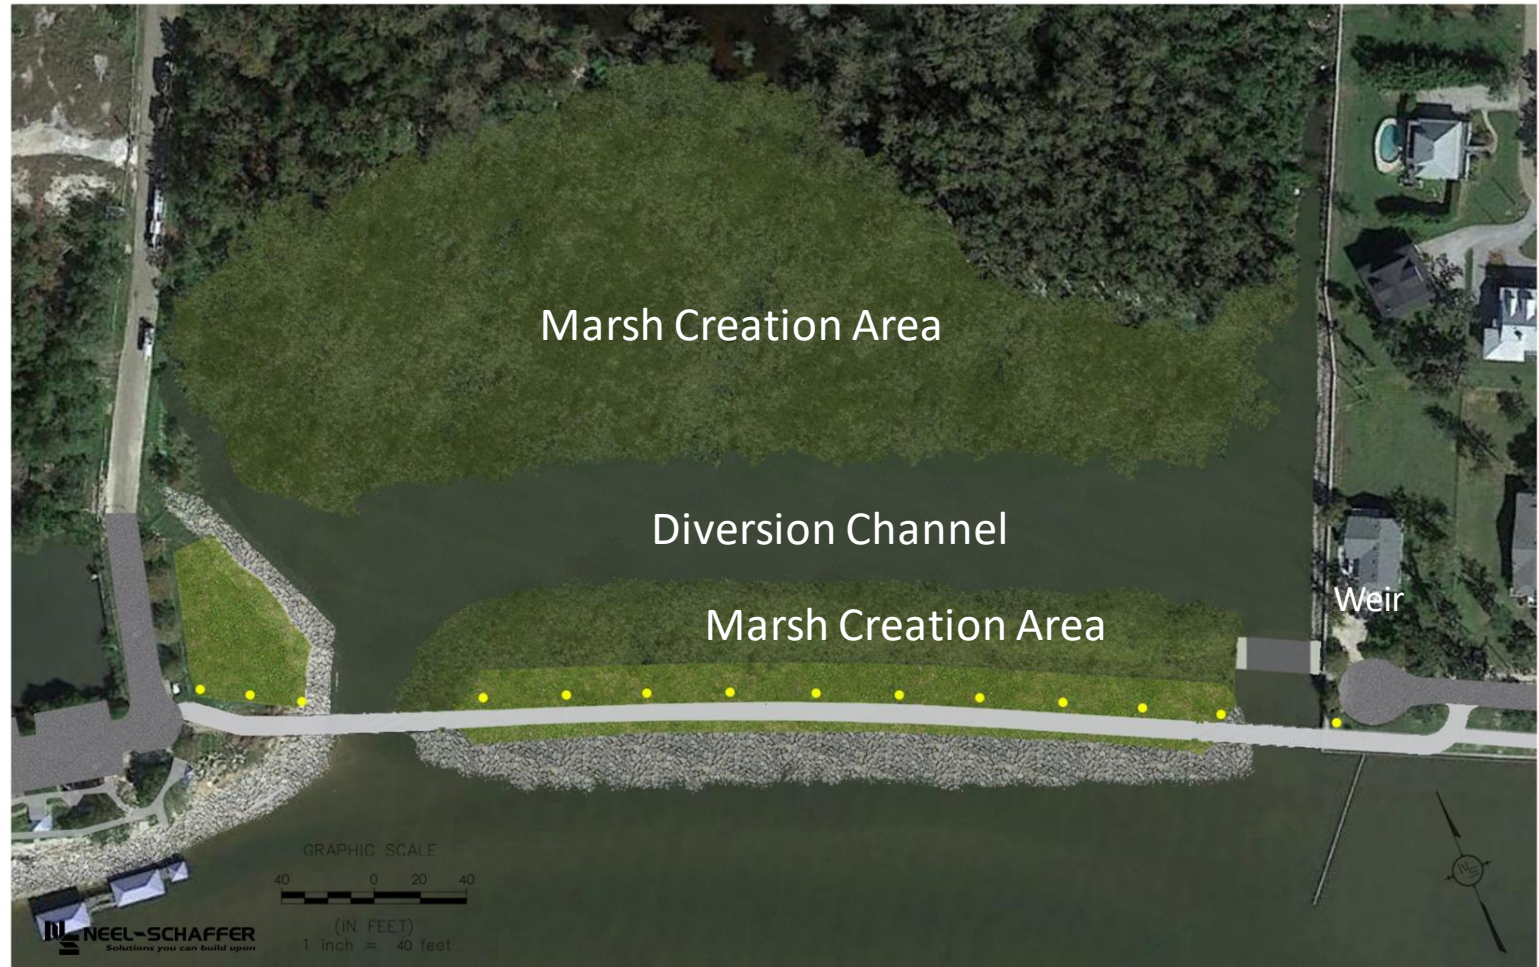 Marsh Creation Area
Diversion Channel
Weir
Marsh Creation Area
GRAPHIC SCALE
40 0 20 40
(IN FEET)
1 inch = 40 feet
NEEL-SCHAFFER
Solutions you can build upon